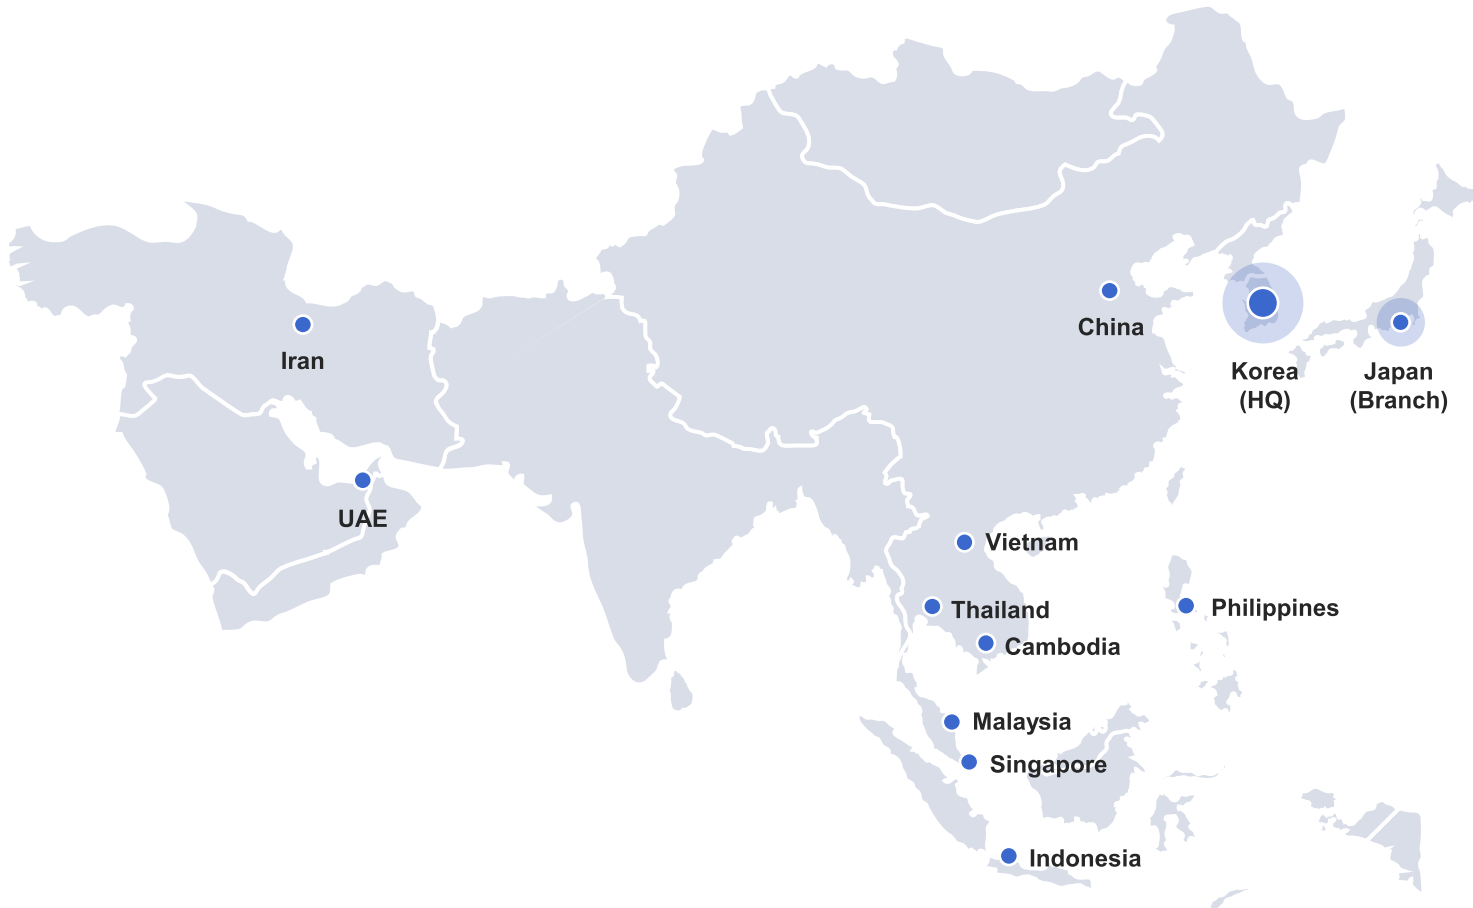 China
Iran
Korea
(HQ)
Japan
(Branch)
UAE
Vietnam
Thailand
Philippines
Cambodia
Malaysia
Singapore
Indonesia